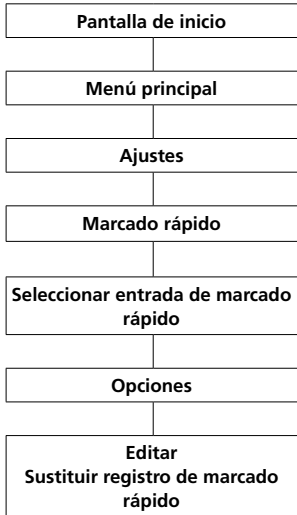 Pantalla de inicio
Menú principal
Ajustes
Marcado rápido
Seleccionar entrada de marcado
rápido
Opciones
Editar
Sustituir registro de marcado
rápido